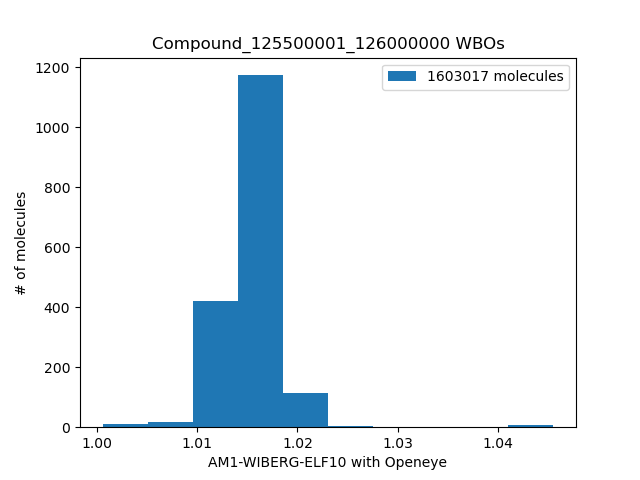 Compound_125500001_126000000 WBOs
1603017 molecules
# of molecules
1200
1000
800
600
400
200
0
1.00 1.01 1.02 1.03 1.04
AM1-WIBERG-ELF10 with Openeye